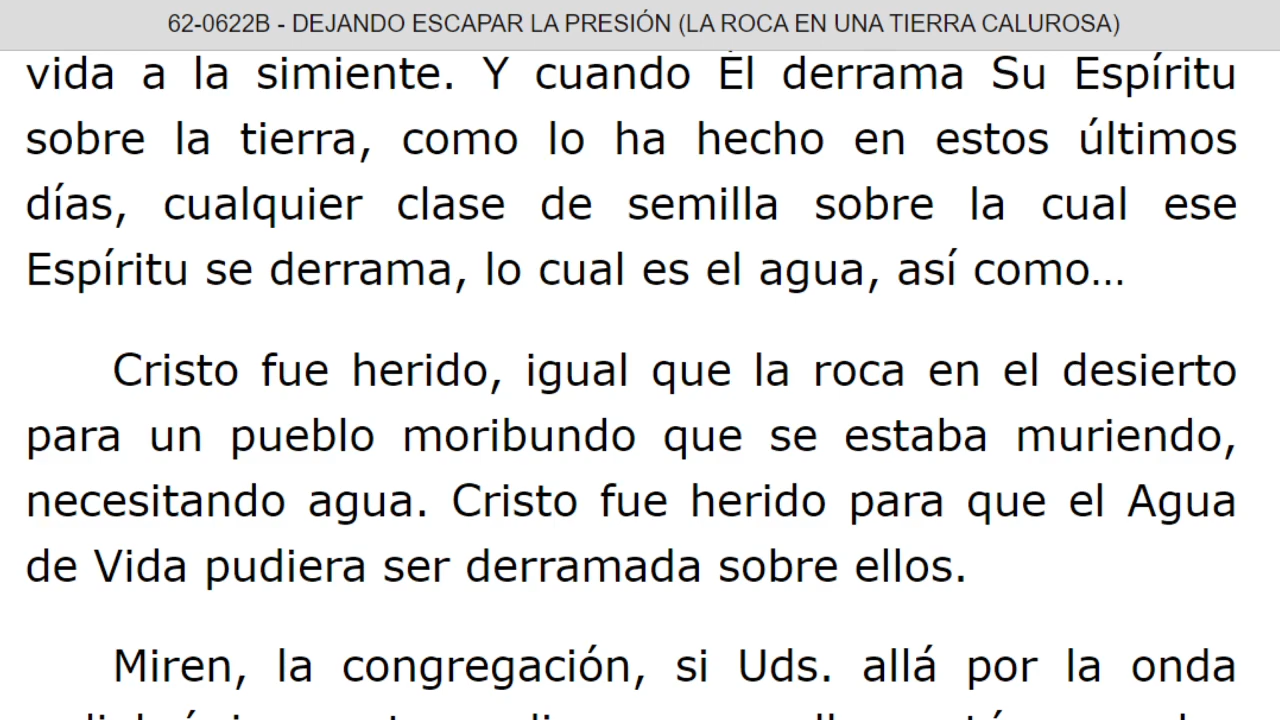 62-0622B - DEJANDO ESCAPAR LA PRESIÓN (LA ROCA EN UNA TIERRA CALUROSA)
vida a la simiente. Y cuando Él derrama Su Espíritu
sobre la tierra, como lo ha hecho en estos últimos
días, cualquier clase de semilla sobre la cual ese
Espíritu se derrama, lo cual es el agua, así como…
Cristo fue herido, igual que la roca en el desierto
para un pueblo moribundo que se estaba muriendo,
necesitando agua. Cristo fue herido para que el Agua
de Vida pudiera ser derramada sobre ellos.
Miren, la congregación, si Uds. allá por la onda